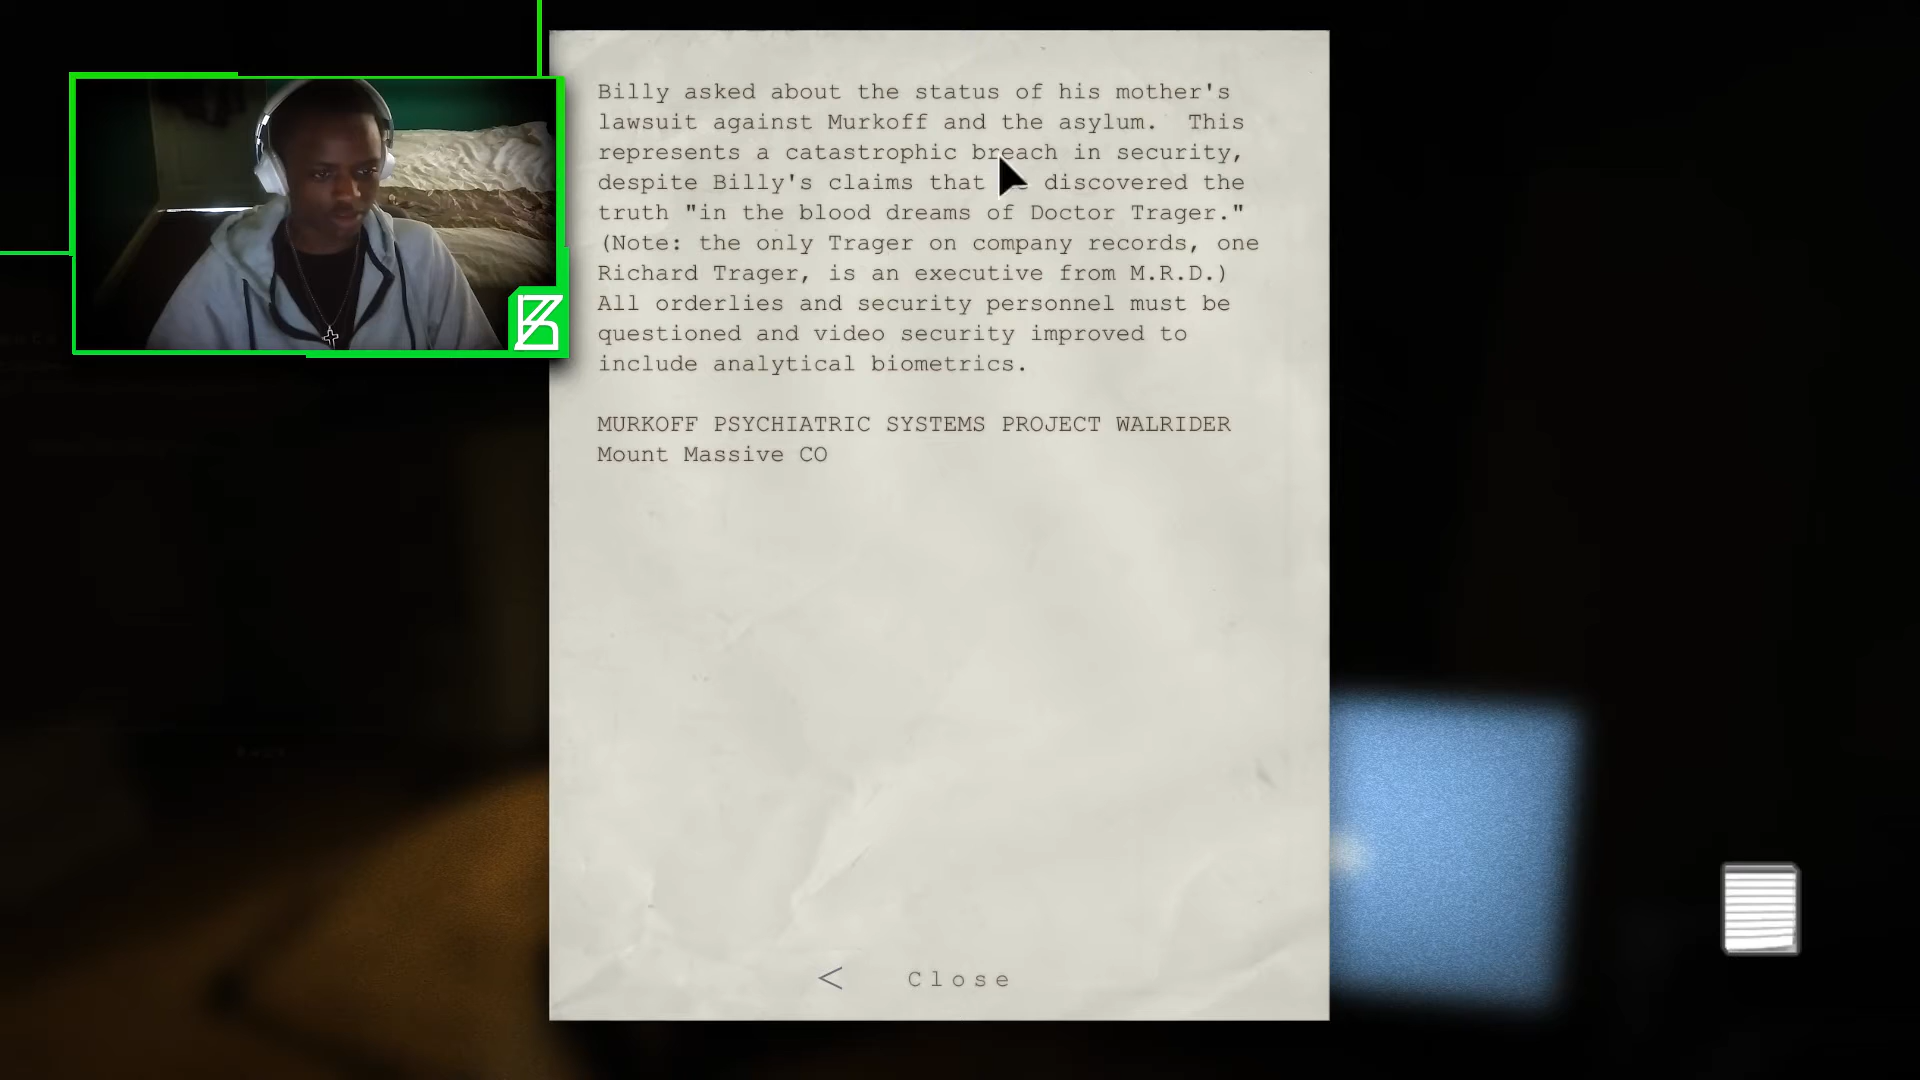 Billy asked about the status of his mother's
lawsuit against Murkoff and the asylum.  This
represents a catastrophic breach in security,
despite Billy's claims that discovered the
truth "in the blood dreams of Doctor Trager."
(Note: the only Trager on company records, one
Richard Trager, is an executive from M.R.D.)
All orderlies and security personnel must be
questioned and video security improved to
include analytical biometrics.
MURKOFF PSYCHIATRIC SYSTEMS PROJECT WALRIDER
Mount Massive CO
< Close